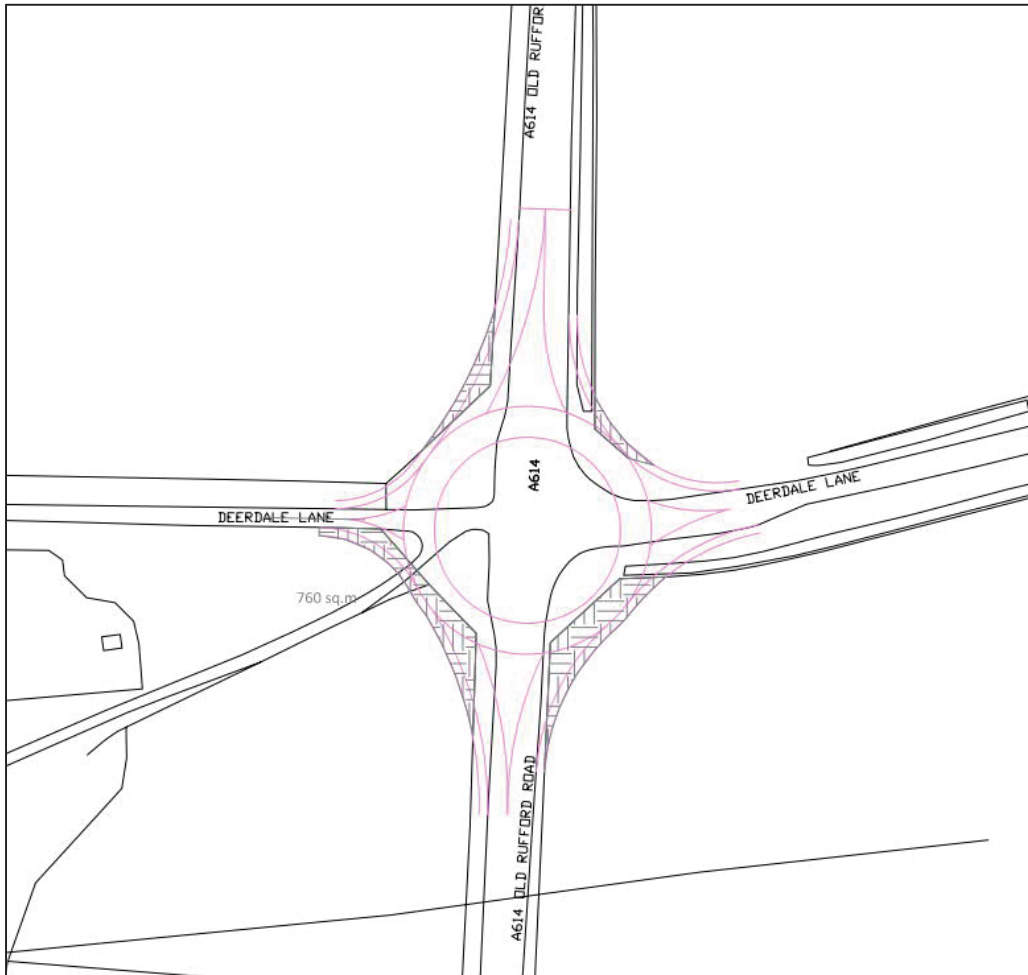 A614 OLD RUFFOR
A614
DEERDALE LANE
DEERDALE LANE
760 sq.m
A614 OLD RUFFORD ROAD